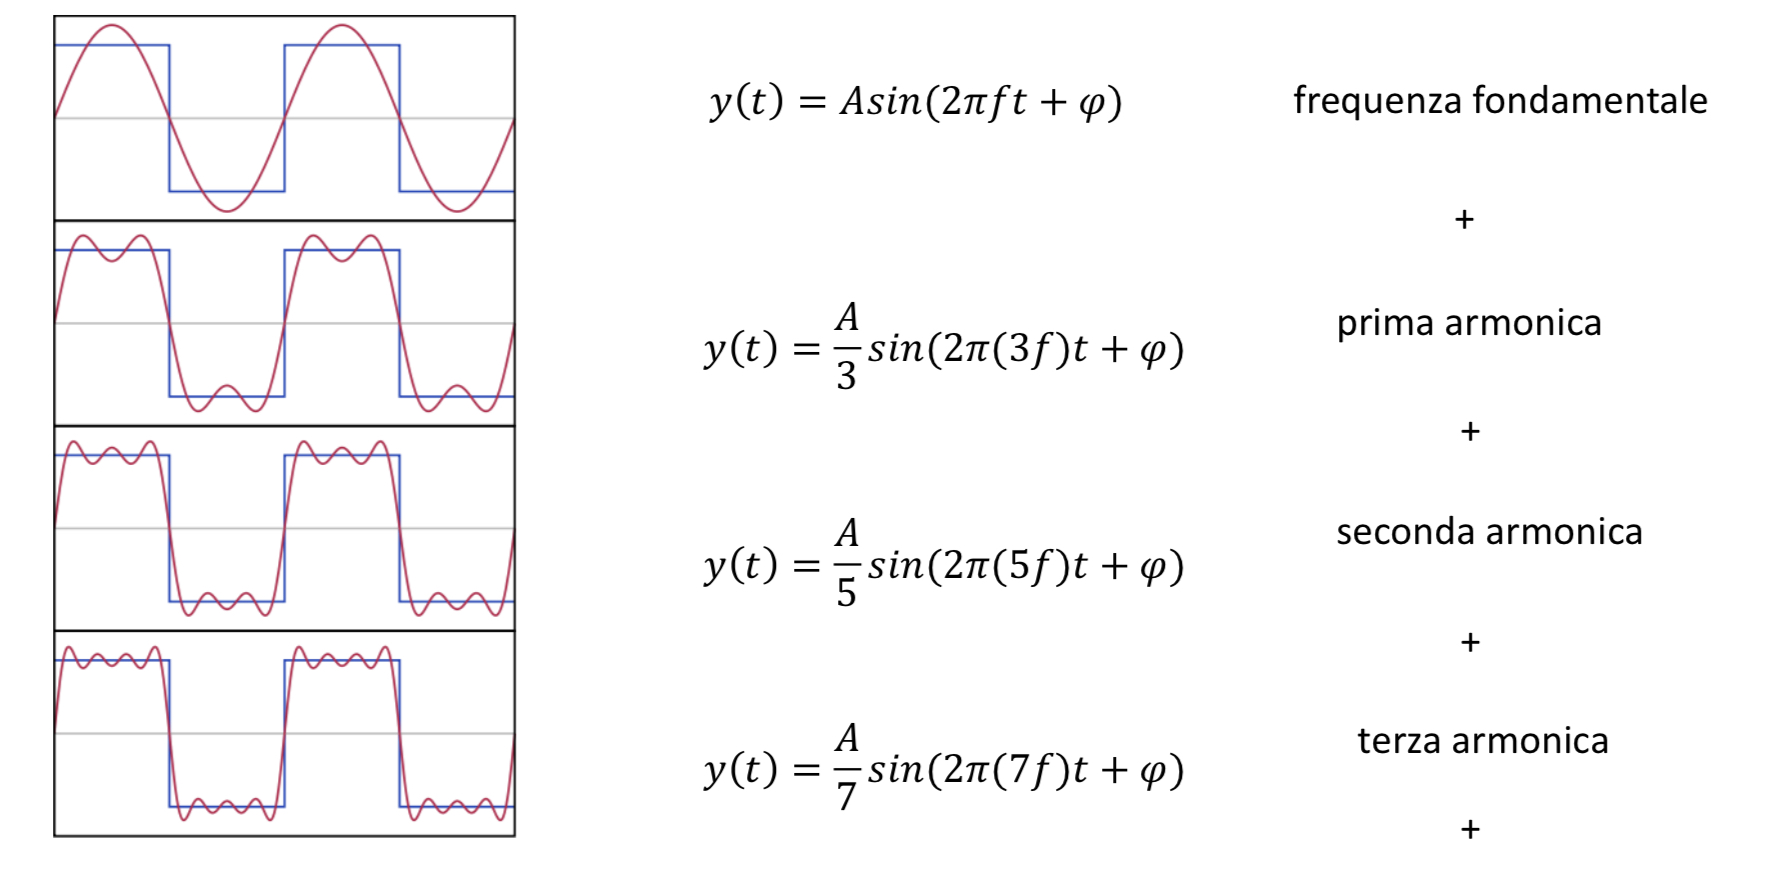 y(t) = Asin(2πft + φ) frequenza fondamentale
+
y(t) = A/3 sin(2π(3f)t + φ) prima armonica
+
y(t) = A/5 sin(2π(5f)t + φ) seconda armonica
+
y(t) = A/7 sin(2π(7f)t + φ) terza armonica
+